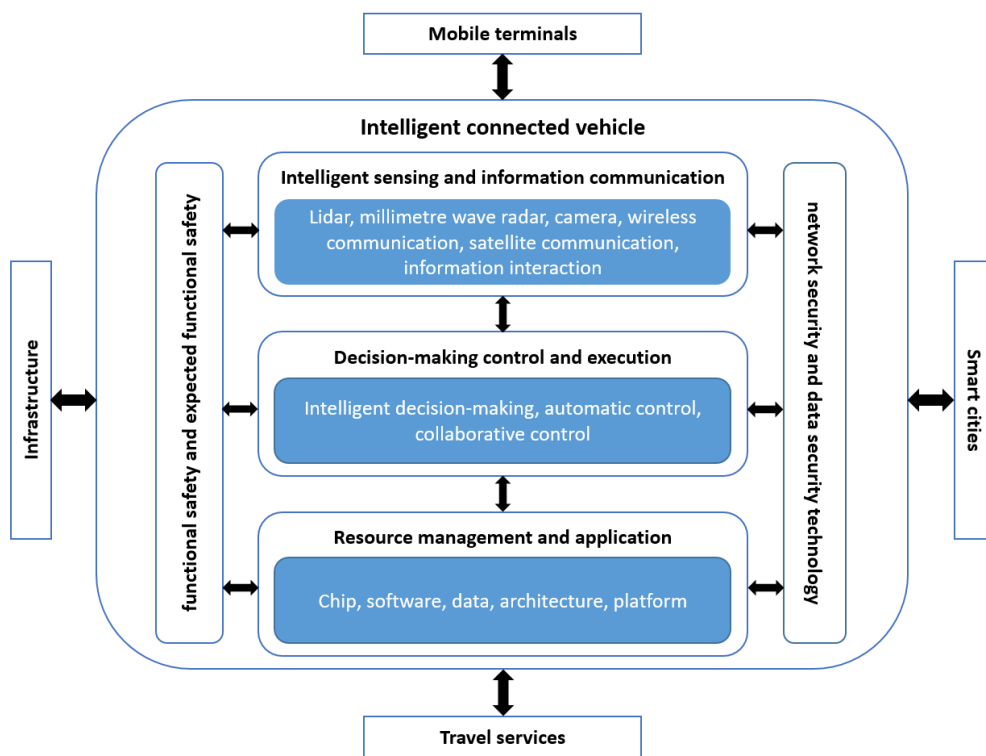 Mobile terminals
Intelligent connected vehicle
Intelligent sensing and information communication
Lidar, millimetre wave radar, camera, wireless
communication, satellite communication,
information interaction
Decision-making control and execution
Intelligent decision-making, automatic control,
collaborative control
Resource management and application
Chip, software, data, architecture, platform
functional safety and expected functional safety
network security and data security technology
Infrastructure
Smart cities
Travel services